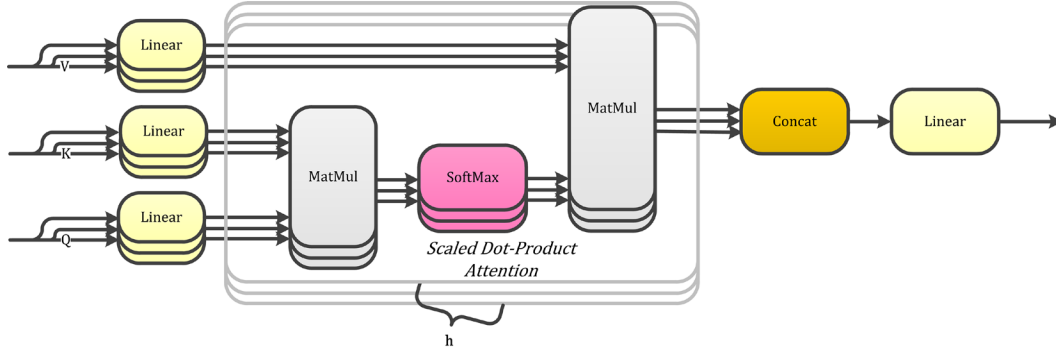 V
Linear
K
Linear
Q
Linear
MatMul
SoftMax
Scaled Dot-Product
Attention
MatMul
h
Concat
Linear